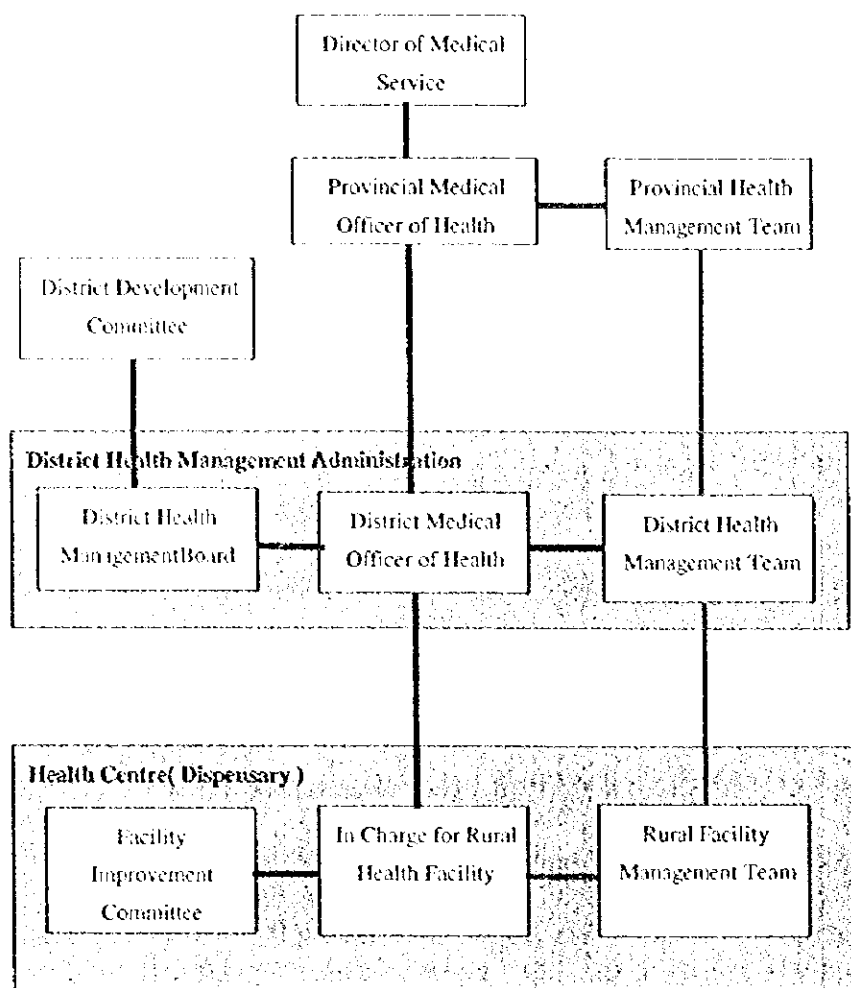 Director of Medical
Service
Provincial Medical
Officer of Health
Provincial Health
Management Team
District Development
Committee
District Health Management Administration
District Health
ManagementBoard
District Medical
Officer of Health
District Health
Management Team
Health Centre( Dispensary )
Facility
Improvement
Committee
In Charge for Rural
Health Facility
Rural Facility
Management Team